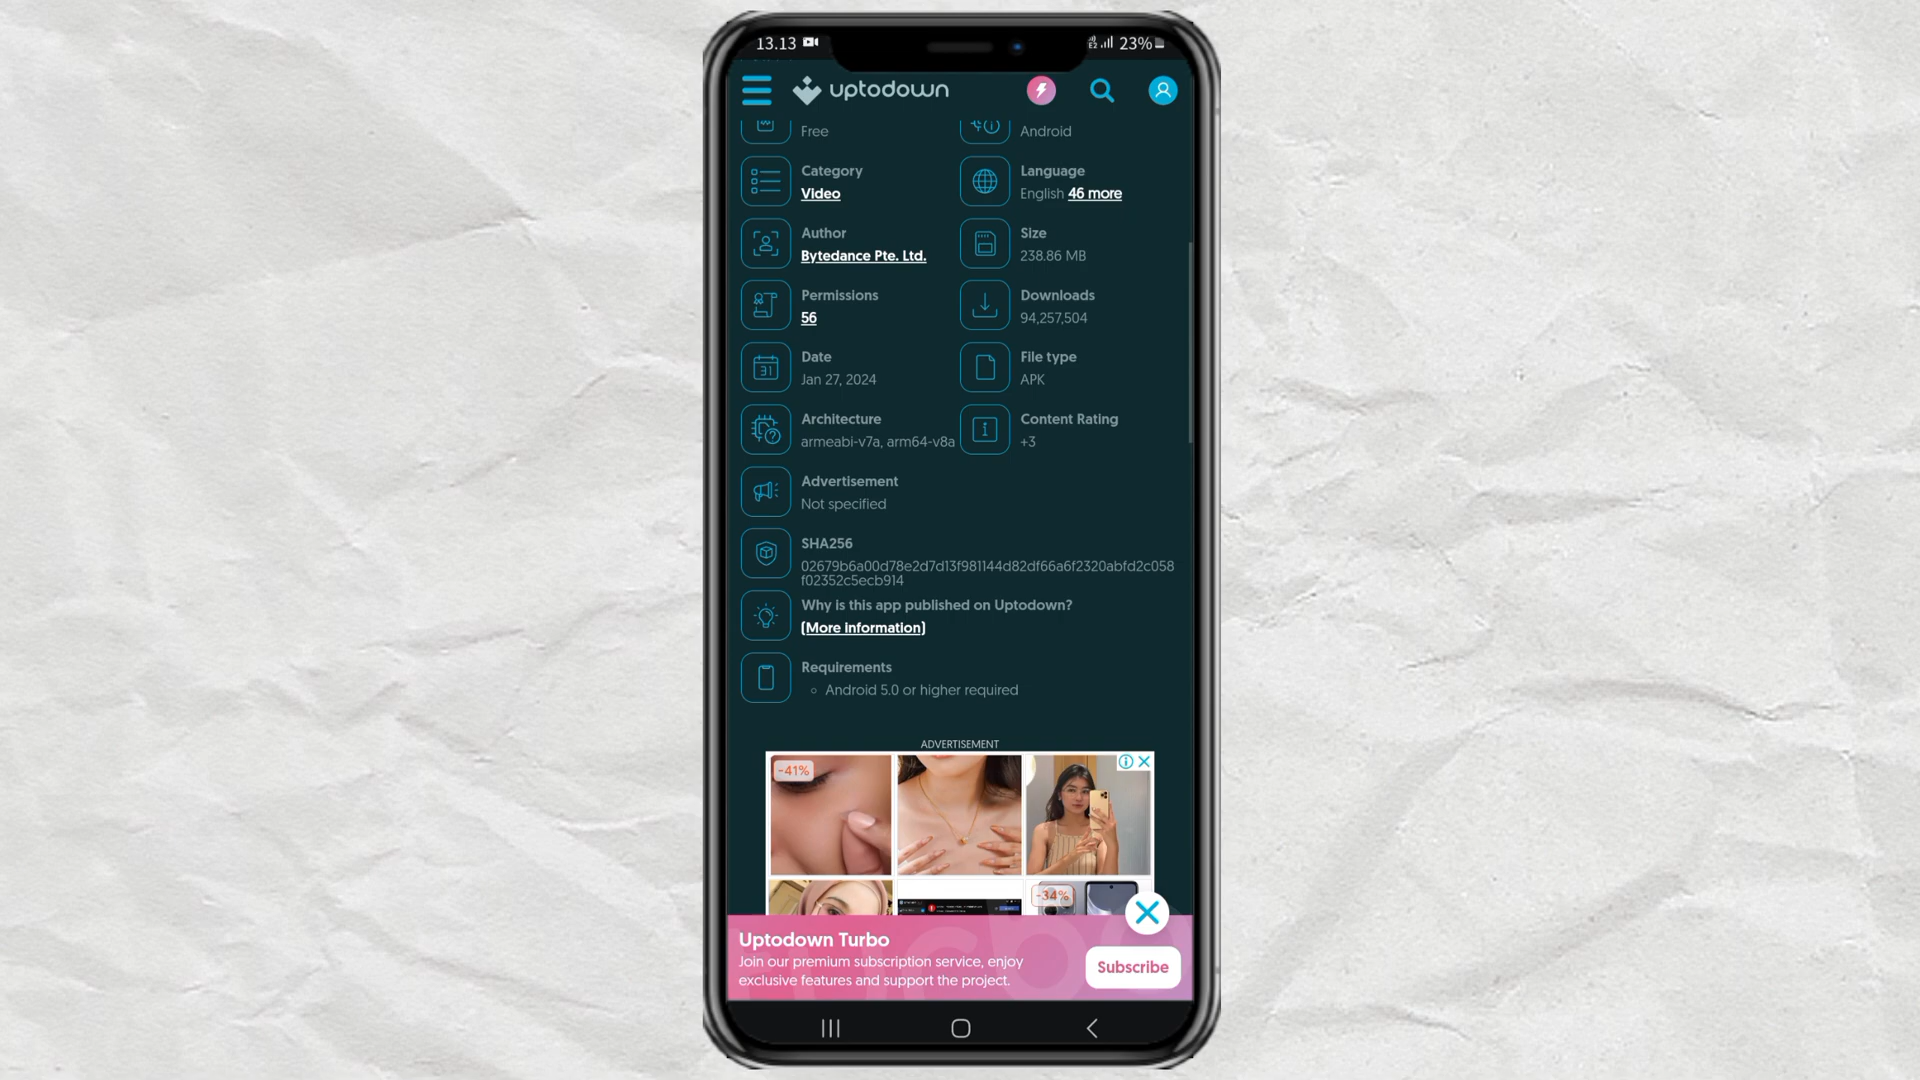 13.13 23%
uptodown
Free
Android
Category
Video
Language
English 46 more
Author
Bytedance Pte. Ltd.
Size
238.86 MB
Permissions
56
Downloads
94,257,504
Date
31
Jan 27, 2024
File type
APK
Architecture
armeabi-v7a, arm64-v8a
Content Rating
+3
Advertisement
Not specified
SHA256
02679b6a00d78e2d7d13f981144d82df66a6f2320abfd2c058
f02352c5ecb914
Why is this app published on Uptodown?
(More information)
Requirements
Android 5.0 or higher required
ADVERTISEMENT
-41%
-34%
Uptodown Turbo
Join our premium subscription service, enjoy
exclusive features and support the project.
Subscribe